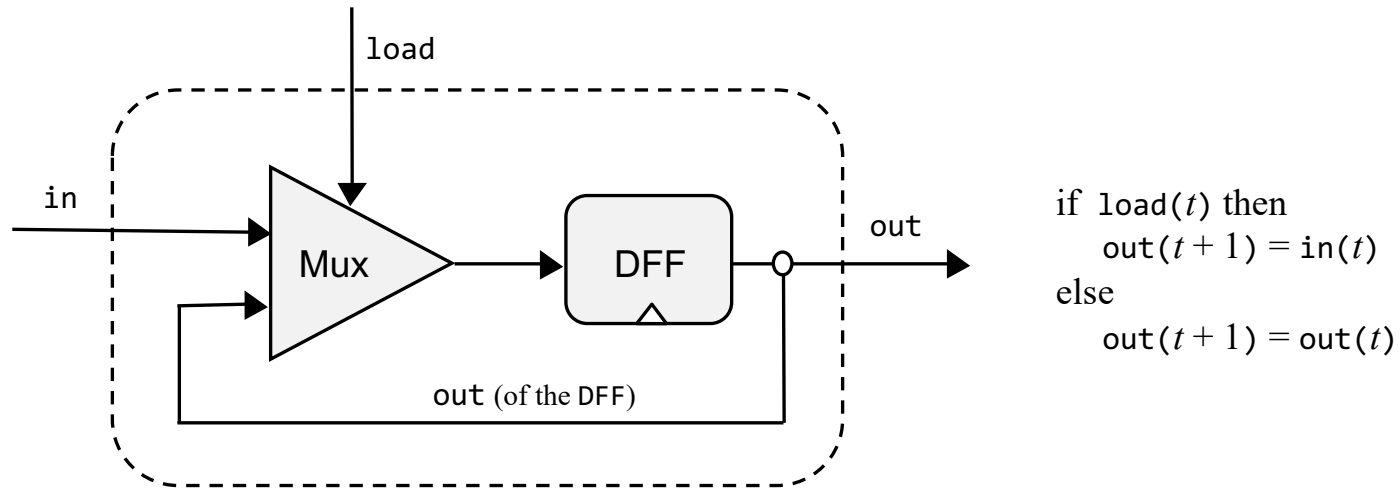 load
in
Mux
DFF
out
out (of the DFF)
if load(t) then
out(t + 1) = in(t)
else
out(t + 1) = out(t)